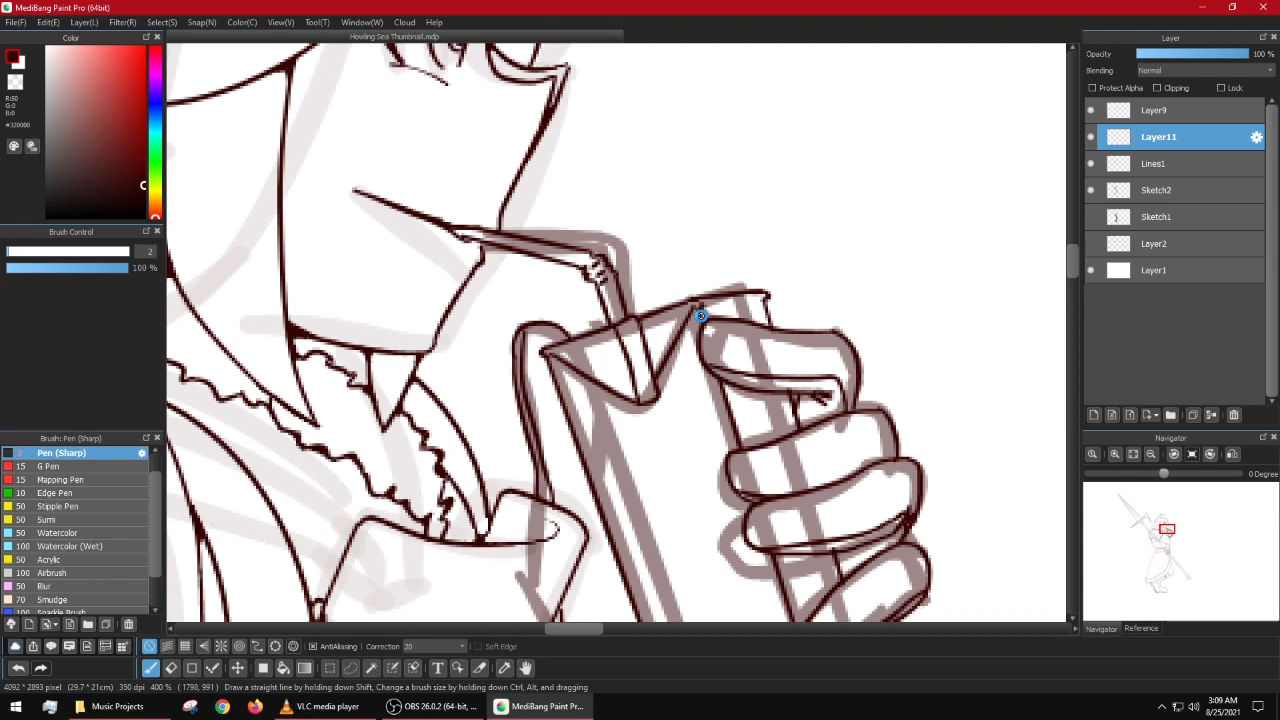 MediBang Paint Pro (64bit)
File(F) Edit(E) Layer(L) Filter(R) Select(S) Snap(N) Color(C) View(V) Tool(T) Window(W) Cloud Help
Color
Howling Sea Thumbnail.mdp
Layer
Opacity 100 %
Blending Normal
Protect Alpha Clipping Lock
R:50
G:0
B:0
#320000
Layer9
Layer11
Lines1
Sketch2
Sketch1
Layer2
Layer1
Brush Control
2
100 %
Brush: Pen (Sharp)
2 Pen (Sharp)
15 G Pen
15 Mapping Pen
10 Edge Pen
50 Stipple Pen
50 Sumi
50 Watercolor
100 Watercolor (Wet)
50 Acrylic
100 Airbrush
50 Blur
70 Smudge
100 Sparkle Brush
Navigator
0 Degree
Navigator Reference
AntiAliasing Correction 20 Soft Edge
4092 * 2893 pixel (29.7 * 21cm) 350 dpi 400 % ( 1798, 991 ) Draw a straight line by holding down Shift, Change a brush size by holding down Ctrl, Alt, and dragging
Music Projects
VLC media player
OBS 26.0.2 (64-bit, ...
MediBang Paint Pr...
3:09 AM
8/25/2021